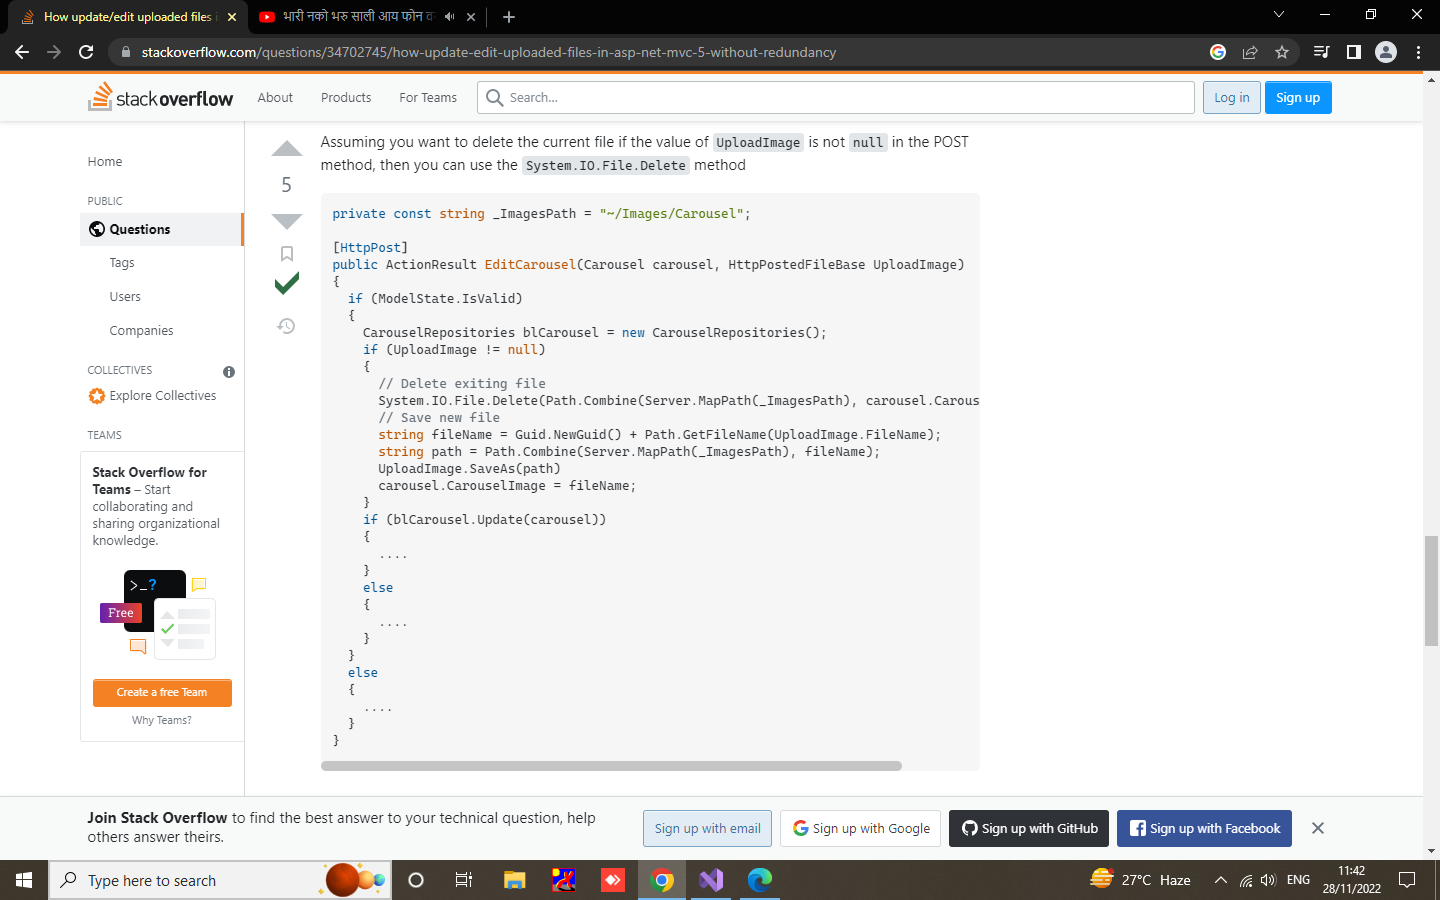 How update/edit uploaded files i
भारी नको भरु साली आय फोन व
stackoverflow.com/questions/34702745/how-update-edit-uploaded-files-in-asp-net-mvc-5-without-redundancy
stackoverflow
About
Products
For Teams
Search...
Log in
Sign up
Home
PUBLIC
Questions
Tags
Users
Companies
COLLECTIVES
Explore Collectives
TEAMS
Stack Overflow for
Teams – Start
collaborating and
sharing organizational
knowledge.
>_?
Free
Create a free Team
Why Teams?
5
Assuming you want to delete the current file if the value of UploadImage is not null in the POST
method, then you can use the System.IO.File.Delete method
private const string _ImagesPath = "~/Images/Carousel";
[HttpPost]
public ActionResult EditCarousel(Carousel carousel, HttpPostedFileBase UploadImage)
{
if (ModelState.IsValid)
{
CarouselRepositories blCarousel = new CarouselRepositories();
if (UploadImage != null)
{
// Delete exiting file
System.IO.File.Delete(Path.Combine(Server.MapPath(_ImagesPath), carousel.Carous
// Save new file
string fileName = Guid.NewGuid() + Path.GetFileName(UploadImage.FileName);
string path = Path.Combine(Server.MapPath(_ImagesPath), fileName);
UploadImage.SaveAs(path)
carousel.CarouselImage = fileName;
}
if (blCarousel.Update(carousel))
{
....
}
else
{
....
}
}
else
{
....
}
}
Join Stack Overflow to find the best answer to your technical question, help
others answer theirs.
Sign up with email
Sign up with Google
Sign up with GitHub
Sign up with Facebook
Type here to search
27°C Haze
ENG
11:42
28/11/2022